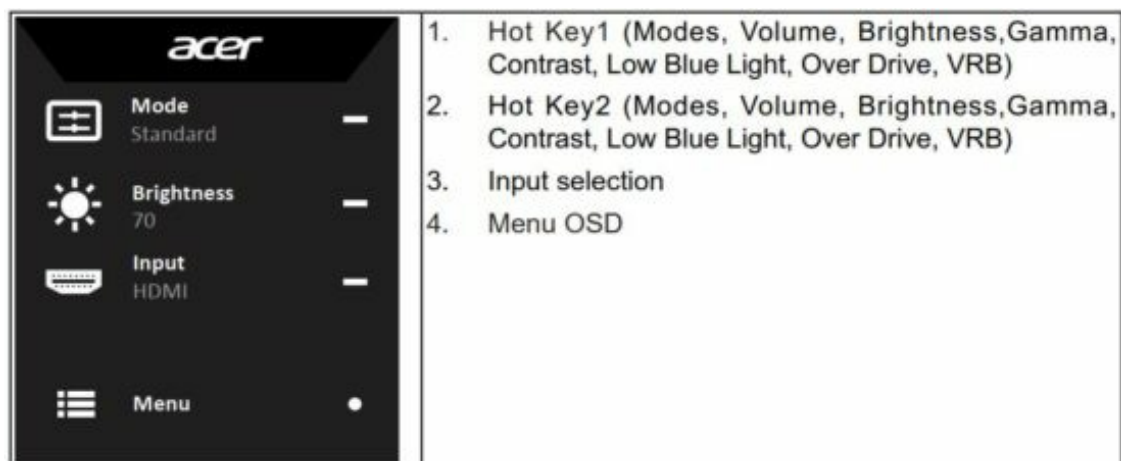 acer
Mode
Standard
Brightness
70
Input
HDMI
Menu
1. Hot Key1 (Modes, Volume, Brightness,Gamma,
Contrast, Low Blue Light, Over Drive, VRB)
2. Hot Key2 (Modes, Volume, Brightness,Gamma,
Contrast, Low Blue Light, Over Drive, VRB)
3. Input selection
4. Menu OSD